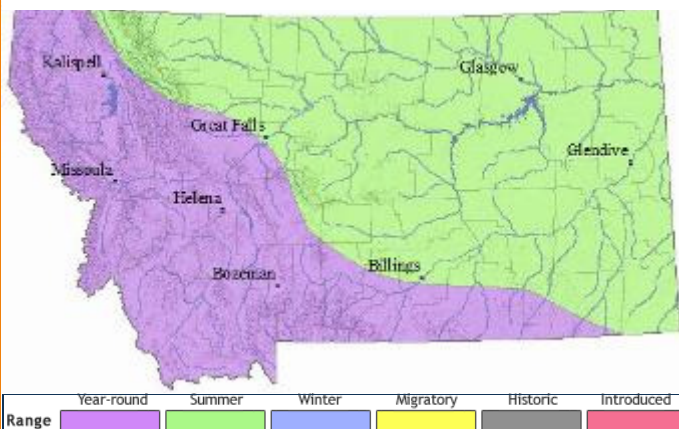 Kalispell
Glasgow
Great Falls
Glendive
Missoula
Helena
Billings
Bozeman
Year-round Summer Winter Migratory Historic Introduced
Range